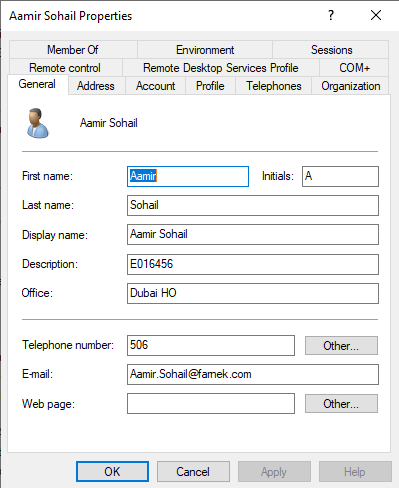 Aamir Sohail Properties ?
Member Of Environment Sessions
Remote control Remote Desktop Services Profile COM+
General Address Account Profile Telephones Organization
Aamir Sohail
First name: Aamir Initials: A
Last name: Sohail
Display name: Aamir Sohail
Description: E016456
Office: Dubai HO
Telephone number: 506 Other...
E-mail: Aamir.Sohail@farnek.com
Web page: Other...
OK Cancel Apply Help